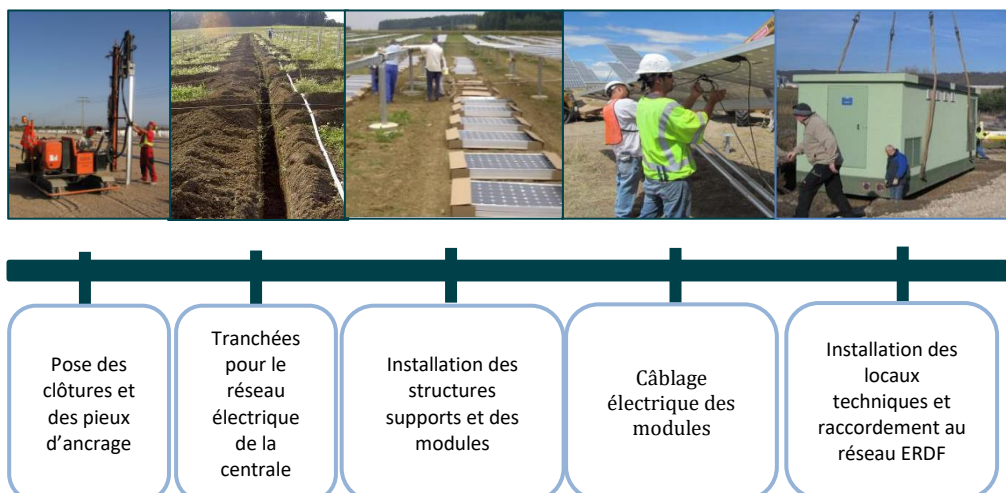 Pose des
clôtures et
des pieux
d’ancrage
Tranchées
pour le
réseau
électrique
de la
centrale
Installation des
structures
supports et des
modules
Câblage
électrique des
modules
Installation des
locaux
techniques et
raccordement au
réseau ERDF